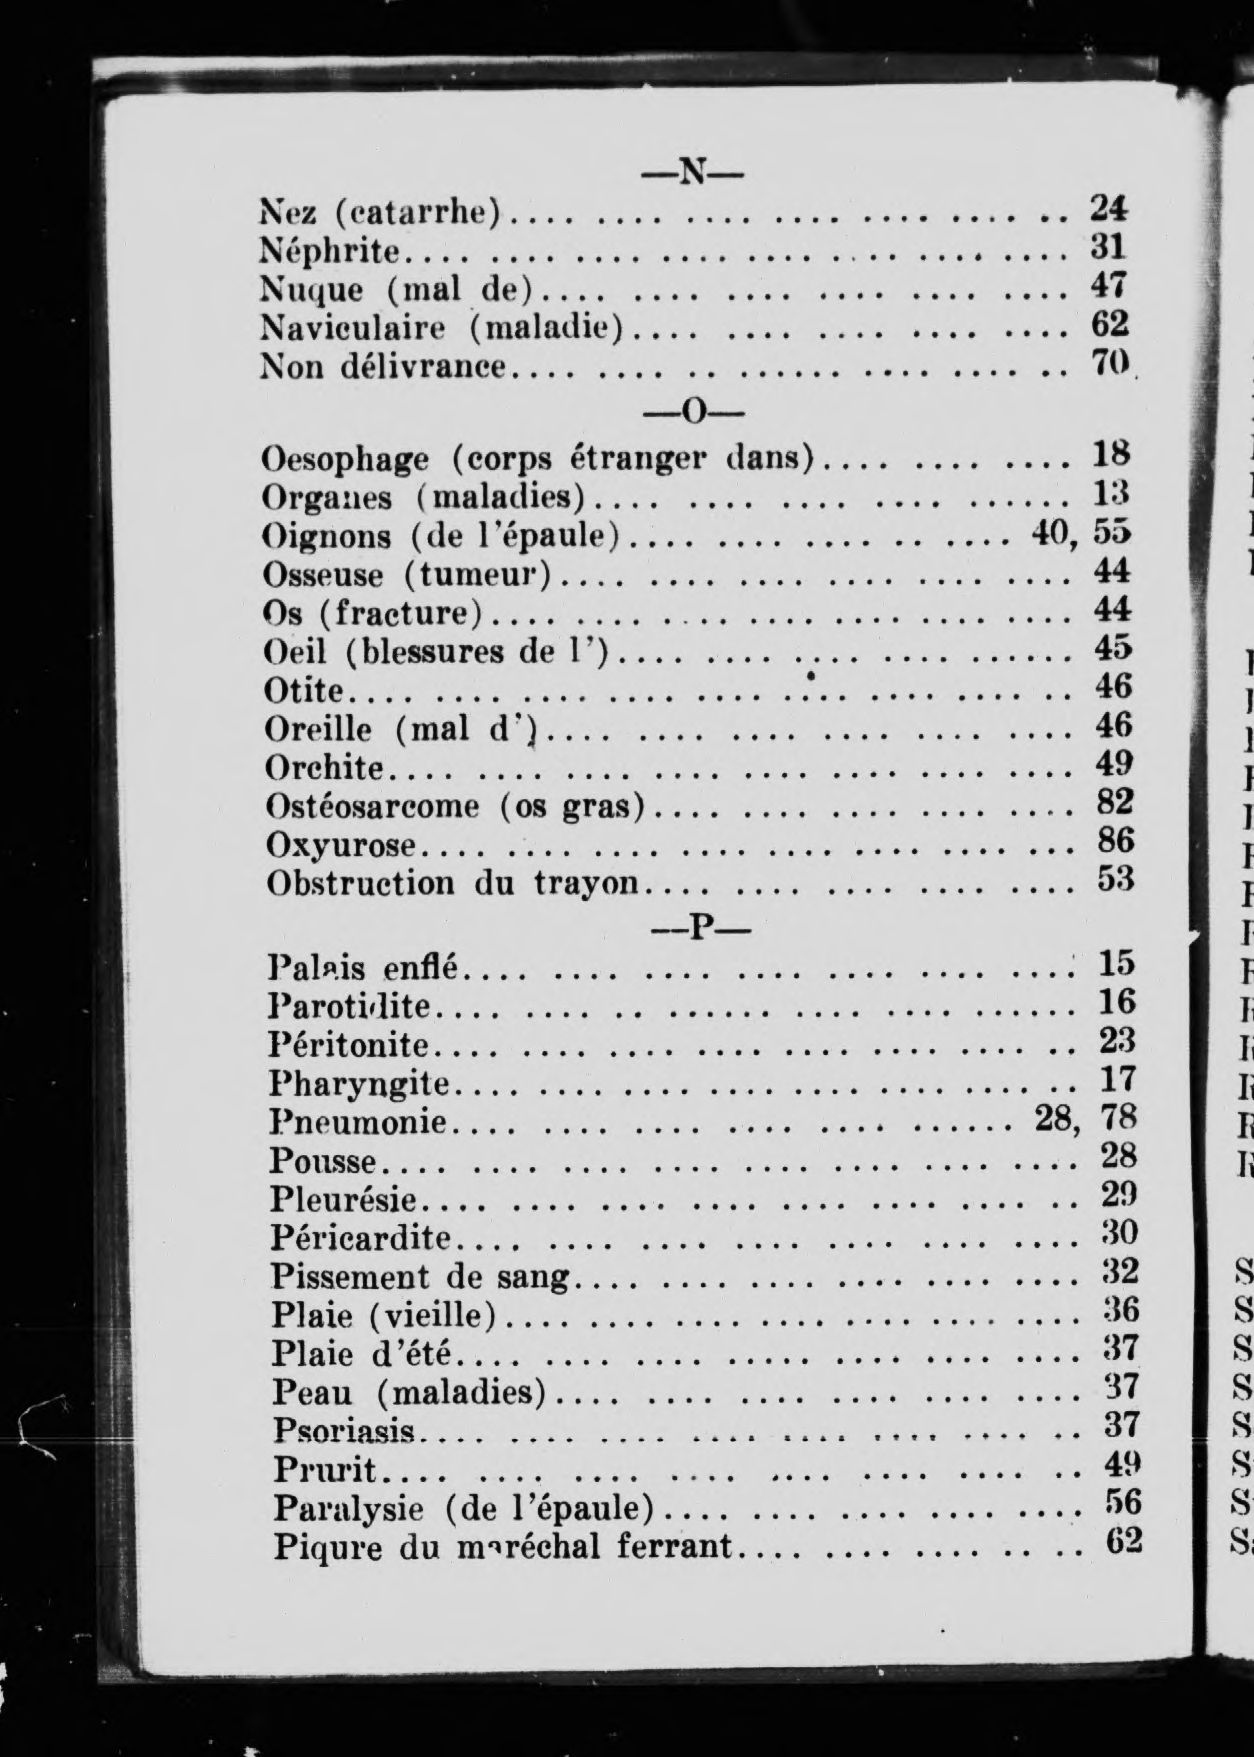 —N—
Nez (catarrhe).... .... .... .... .... .... .. 24
Néphrite.... .... .... .... .... .... .... .... 31
Nuque (mal de).... .... .... .... .... .... 47
Naviculaire (maladie).... .... .... .... .... 62
Non délivrance.... .... .. ...... .... .... .. 70
—O—
Oesophage (corps étranger dans).... .... .... 18
Organes (maladies).... .... .... .... ...... 13
Oignons (de l'épaule).... .... .... .. .... 40, 55
Osseuse (tumeur).... .... .... .... .... .... 44
Os (fracture).... .... .... .... .... .... .... 44
Oeil (blessures de l').... .... .... .... ...... 45
Otite.... .... .... .... .... .... .... .... .. 46
Oreille (mal d').... .... .... .... .... .... 46
Orchite.... .... .... .... .... .... .... .... 49
Ostéosarcome (os gras).... .... .... .... .... 82
Oxyurose.... .... .... .... .... .... .... ... 86
Obstruction du trayon.... .... .... .... .... 53
—P—
Palais enflé.... .... .... .... .... .... .... 15
Parotidite.... .... .. ...... .... .... ...... 16
Péritonite.... .... .... .... .... .... .... .. 23
Pharyngite.... .... .... .... .... .... .... .. 17
Pneumonie.... .... .... .... .... ...... 28, 78
Pousse.... .... .... .... .... .... .... .... 28
Pleurésie.... .... .... .... .... .... .... .. 29
Péricardite.... .... .... .... .... .... .... 30
Pissement de sang.... .... .... .... .... .... 32
Plaie (vieille).... .... .... .... .... .... .... 36
Plaie d'été.... .... .... .... .... .... .... 37
Peau (maladies).... .... .... .... .... .... 37
Psoriasis.... .... .... .... .... .... .... .. 37
Prurit.... .... .... .... .... .... .... .. 49
Paralysie (de l'épaule).... .... .... .... .... 56
Piqure du maréchal ferrant.... .... .... .. .. 62